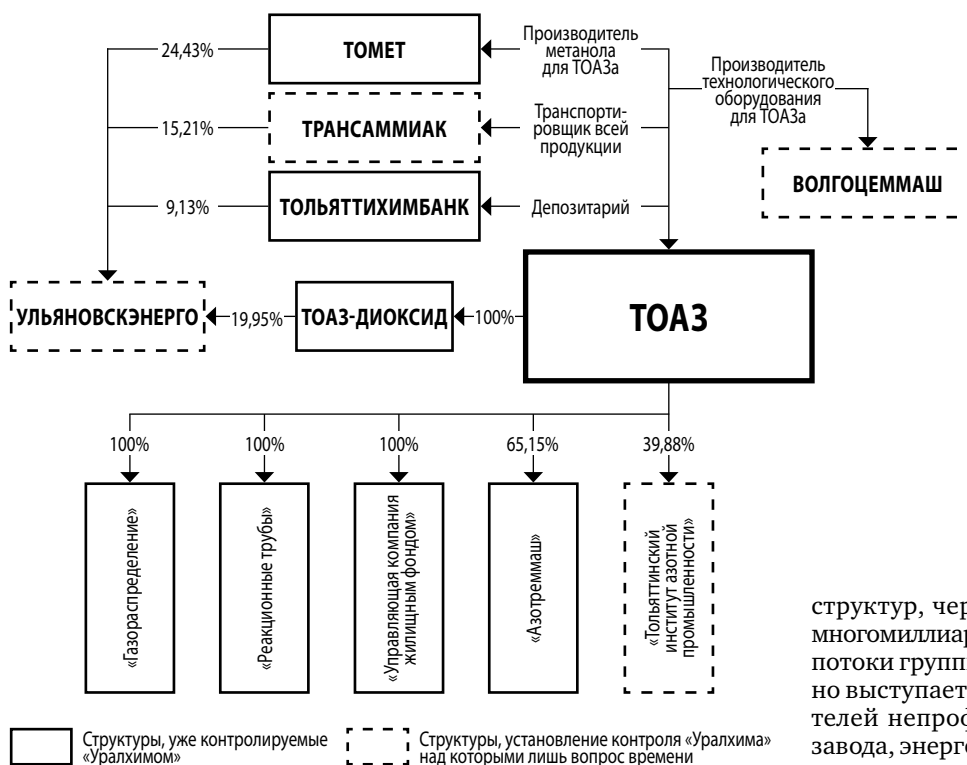 24,43%
ТОМЕТ
Производитель
метанола
для ТОАЗа
Производитель
технологического
оборудования
для ТОАЗа
15,21%
ТРАНСАММИАК
Транспорти-
ровщик всей
продукции
ВОЛГОЦЕММАШ
9,13%
ТОЛЬЯТТИХИМБАНК
Депозитарий
УЛЬЯНОВСКЭНЕРГО
19,95%
ТОАЗ-ДИОКСИД
100%
ТОАЗ
100%
100%
100%
65,15%
39,88%
«Газораспределение»
«Реакционные трубы»
«Управляющая компания
жилищным фондом»
«Азотреммаш»
«Тольяттинский
институт азотной
промышленности»
Структуры, уже контролируемые
«Уралхимом»
Структуры, установление контроля «Уралхима»
над которыми лишь вопрос времени
структур, чер
многомиллиар
потоки групп
но выступает
телей непроф
завода, энерг